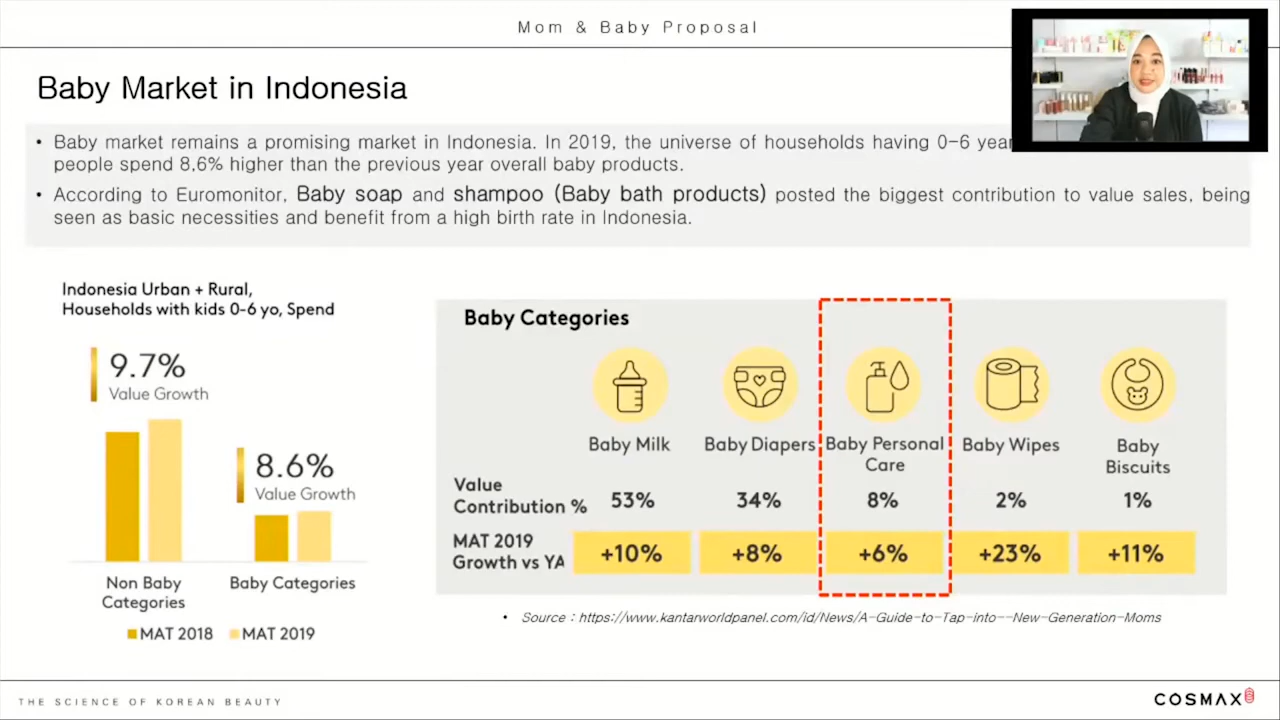 Mom & Baby Proposal
Baby Market in Indonesia
• Baby market remains a promising market in Indonesia. In 2019, the universe of households having 0-6
people spend 8,6% higher than the previous year overall baby products.
• According to Euromonitor, Baby soap and shampoo (Baby bath products) posted the biggest contribution to value sales, being
seen as basic necessities and benefit from a high birth rate in Indonesia.
Indonesia Urban + Rural,
Households with kids 0-6 yo, Spend
9.7%
Value Growth
8.6%
Value Growth
Non Baby
Categories
Baby Categories
MAT 2018 MAT 2019
Baby Categories
Baby Milk Baby Diapers Baby Personal Care Baby Wipes Baby Biscuits
Value
Contribution % 53% 34% 8% 2% 1%
MAT 2019
Growth vs YA +10% +8% +6% +23% +11%
• Source : https://www.kantarworldpanel.com/id/News/A-Guide-to-Tap-into--New-Generation-Moms
THE SCIENCE OF KOREAN BEAUTY
COSMAX